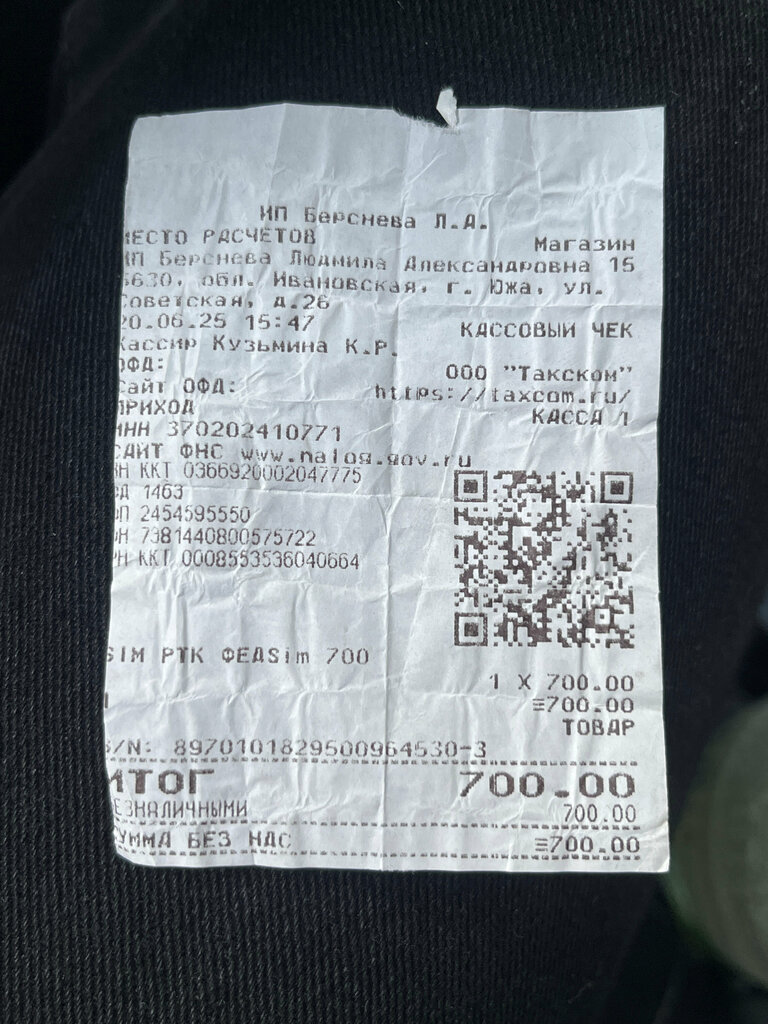 ИП Берснева Л.А.
МЕСТО РАСЧЕТОВ Магазин
ИП Берснева Людмила Александровна 15
5630, обл. Ивановская, г. Южа, ул.
Советская, д.26
20.06.25 15:47 КАССОВЫЙ ЧЕК
Кассир Кузьмина К.Р.
ОФД: ООО "Такском"
Сайт ОФД: https://taxcom.ru/
ПРИХОД КАССА 1
ИНН 370202410771
САЙТ ФНС www.nalog.gov.ru
ЗН ККТ 0366920002047775
ФД 1463
ФП 2454595550
ФН 7381440800575722
РН ККТ 0008553536040664
SIM РТК ФЕДSim 700
1 X 700.00
≡700.00
ТОВАР
S/N: 8970101829500964530-3
ИТОГ 700.00
БЕЗНАЛИЧНЫМИ 700.00
СУММА БЕЗ НДС ≡700.00